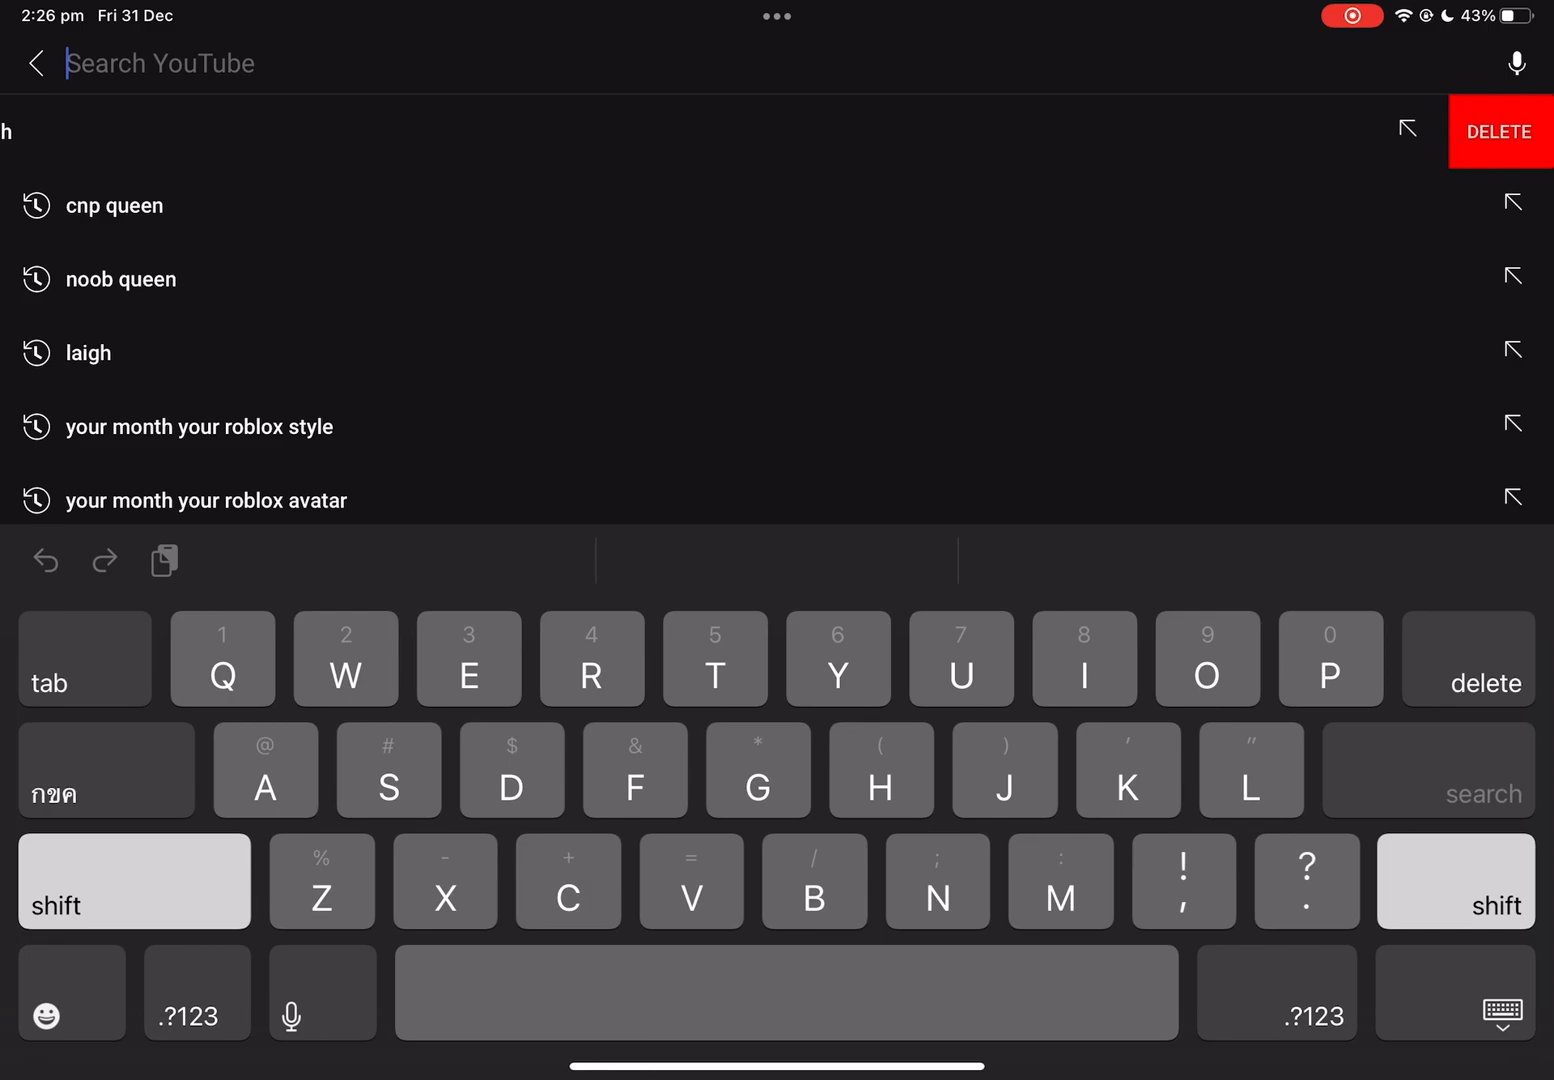 2:26 pm Fri 31 Dec 43%
Search YouTube
h DELETE
cnp queen
noob queen
laigh
your month your roblox style
your month your roblox avatar
1 2 3 4 5 6 7 8 9 0
tab Q W E R T Y U I O P delete
@ # $ & * ( ) ' "
กขค A S D F G H J K L search
% - + = / ; : ! ?
shift Z X C V B N M , . shift
.?123 .?123